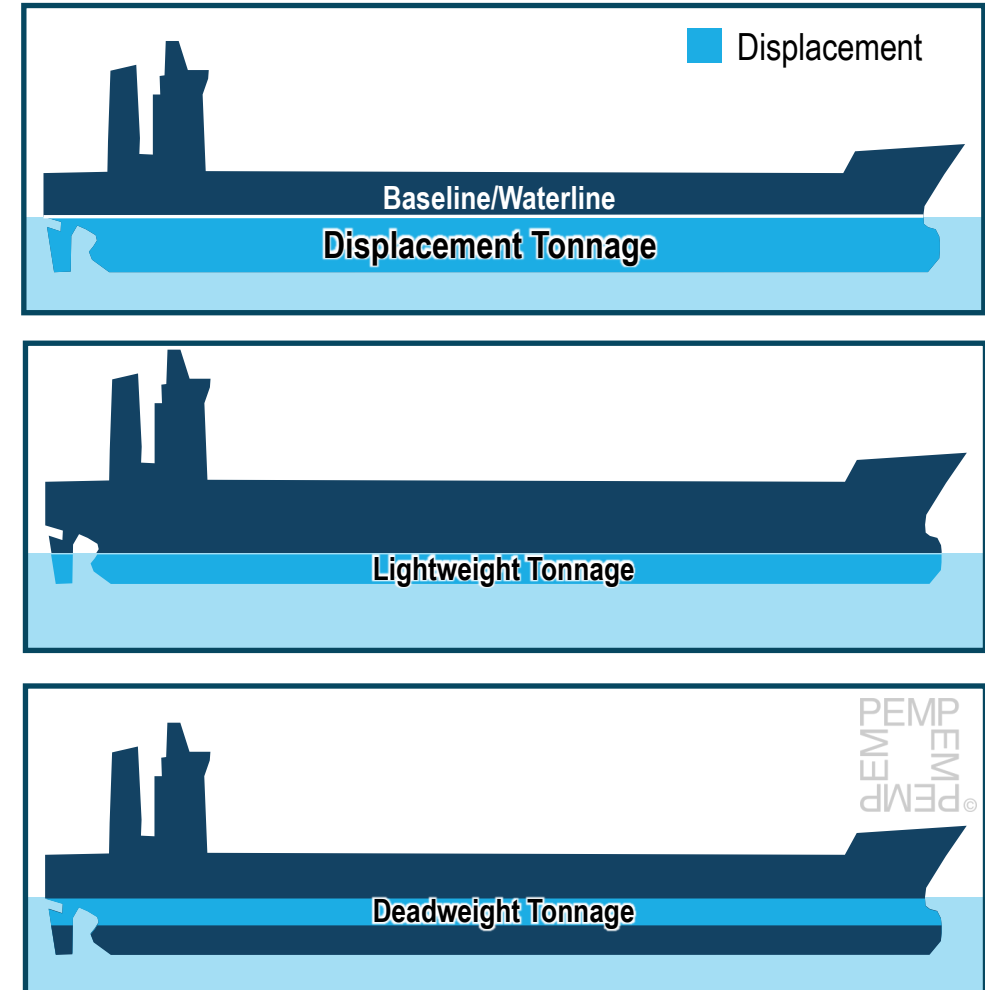 Displacement
Baseline/Waterline
Displacement Tonnage
Lightweight Tonnage
PEMP
PEMP
PEMP
PEMP©
Deadweight Tonnage